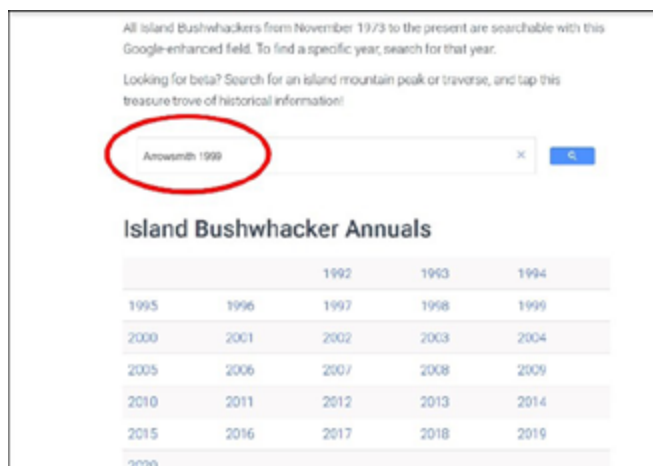 All Island Bushwhackers from November 1973 to the present are searchable with this
Google-enhanced field. To find a specific year, search for that year.
Looking for beta? Search for an island mountain peak or traverse, and tap this
treasure trove of historical information!
Arrowsmith 1999
Island Bushwhacker Annuals
1992 1993 1994
1995 1996 1997 1998 1999
2000 2001 2002 2003 2004
2005 2006 2007 2008 2009
2010 2011 2012 2013 2014
2015 2016 2017 2018 2019
2020